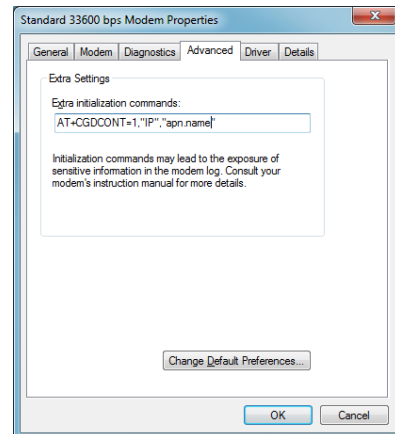 Standard 33600 bps Modem Properties
General Modem Diagnostics Advanced Driver Details
Extra Settings
Extra initialization commands:
AT+CGDCONT=1,"IP","apn.name"
Initialization commands may lead to the exposure of
sensitive information in the modem log. Consult your
modem's instruction manual for more details.
Change Default Preferences...
OK Cancel